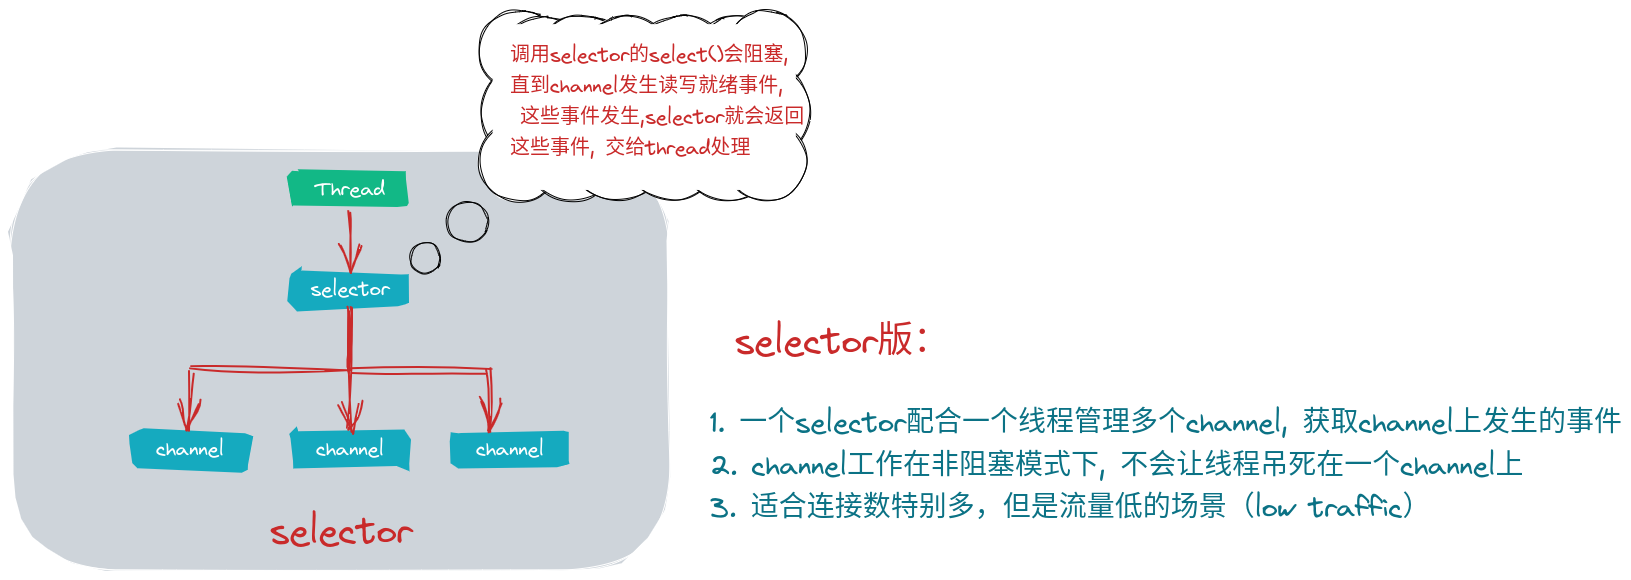 调用selector的select()会阻塞,
直到channel发生读写就绪事件,
这些事件发生,selector就会返回
这些事件, 交给thread处理
Thread
selector
channel
channel
channel
selector
selector版：
1. 一个selector配合一个线程管理多个channel, 获取channel上发生的事件
2. channel工作在非阻塞模式下, 不会让线程吊死在一个channel上
3. 适合连接数特别多，但是流量低的场景（low traffic）